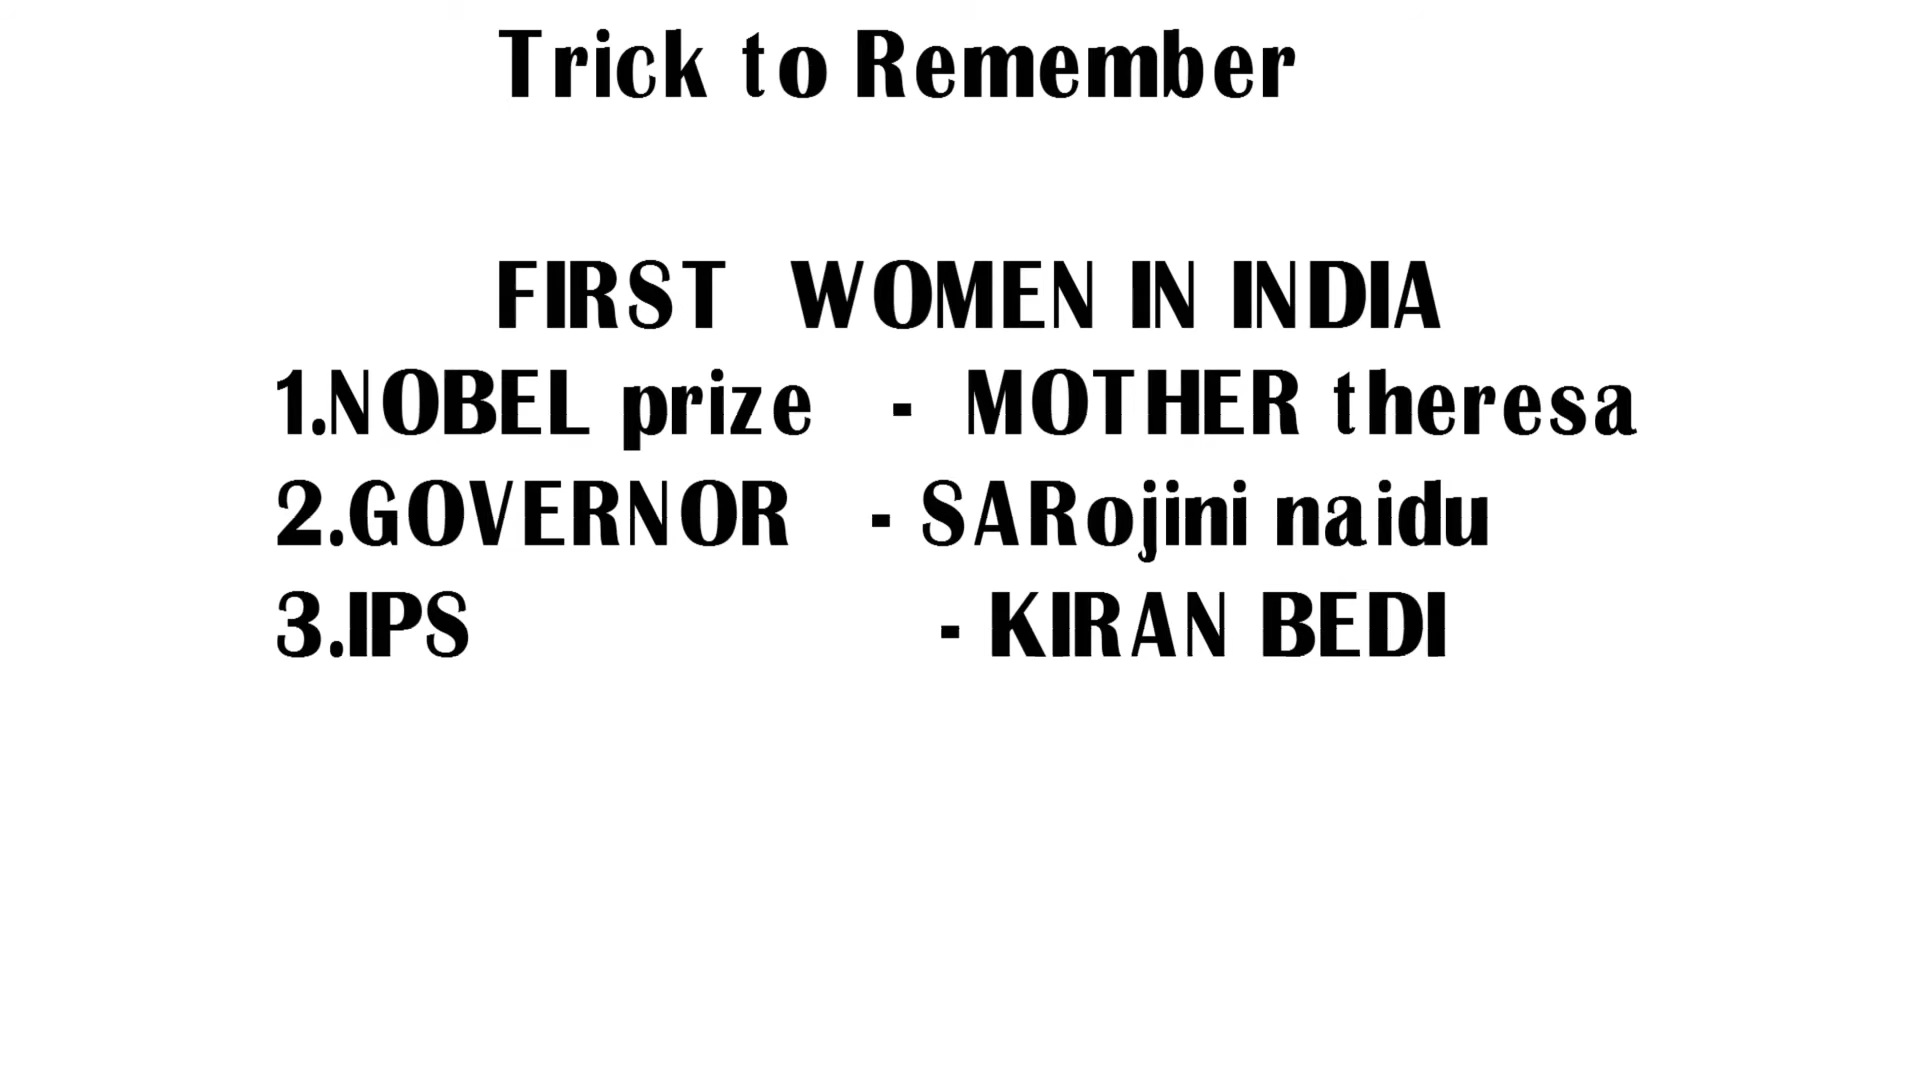 Trick to Remember
FIRST WOMEN IN INDIA
1.NOBEL prize - MOTHER theresa
2.GOVERNOR - SARojini naidu
3.IPS - KIRAN BEDI